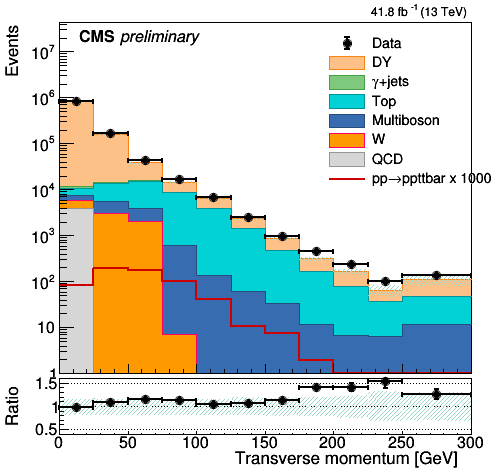 41.8 fb⁻¹ (13 TeV)
CMS preliminary
Events
10⁷
10⁶
10⁵
10⁴
10³
10²
10
1
Data
DY
γ+jets
Top
Multiboson
W
QCD
pp→ppttbar x 1000
Ratio
1.5
1
0.5
0 50 100 150 200 250 300
Transverse momentum [GeV]